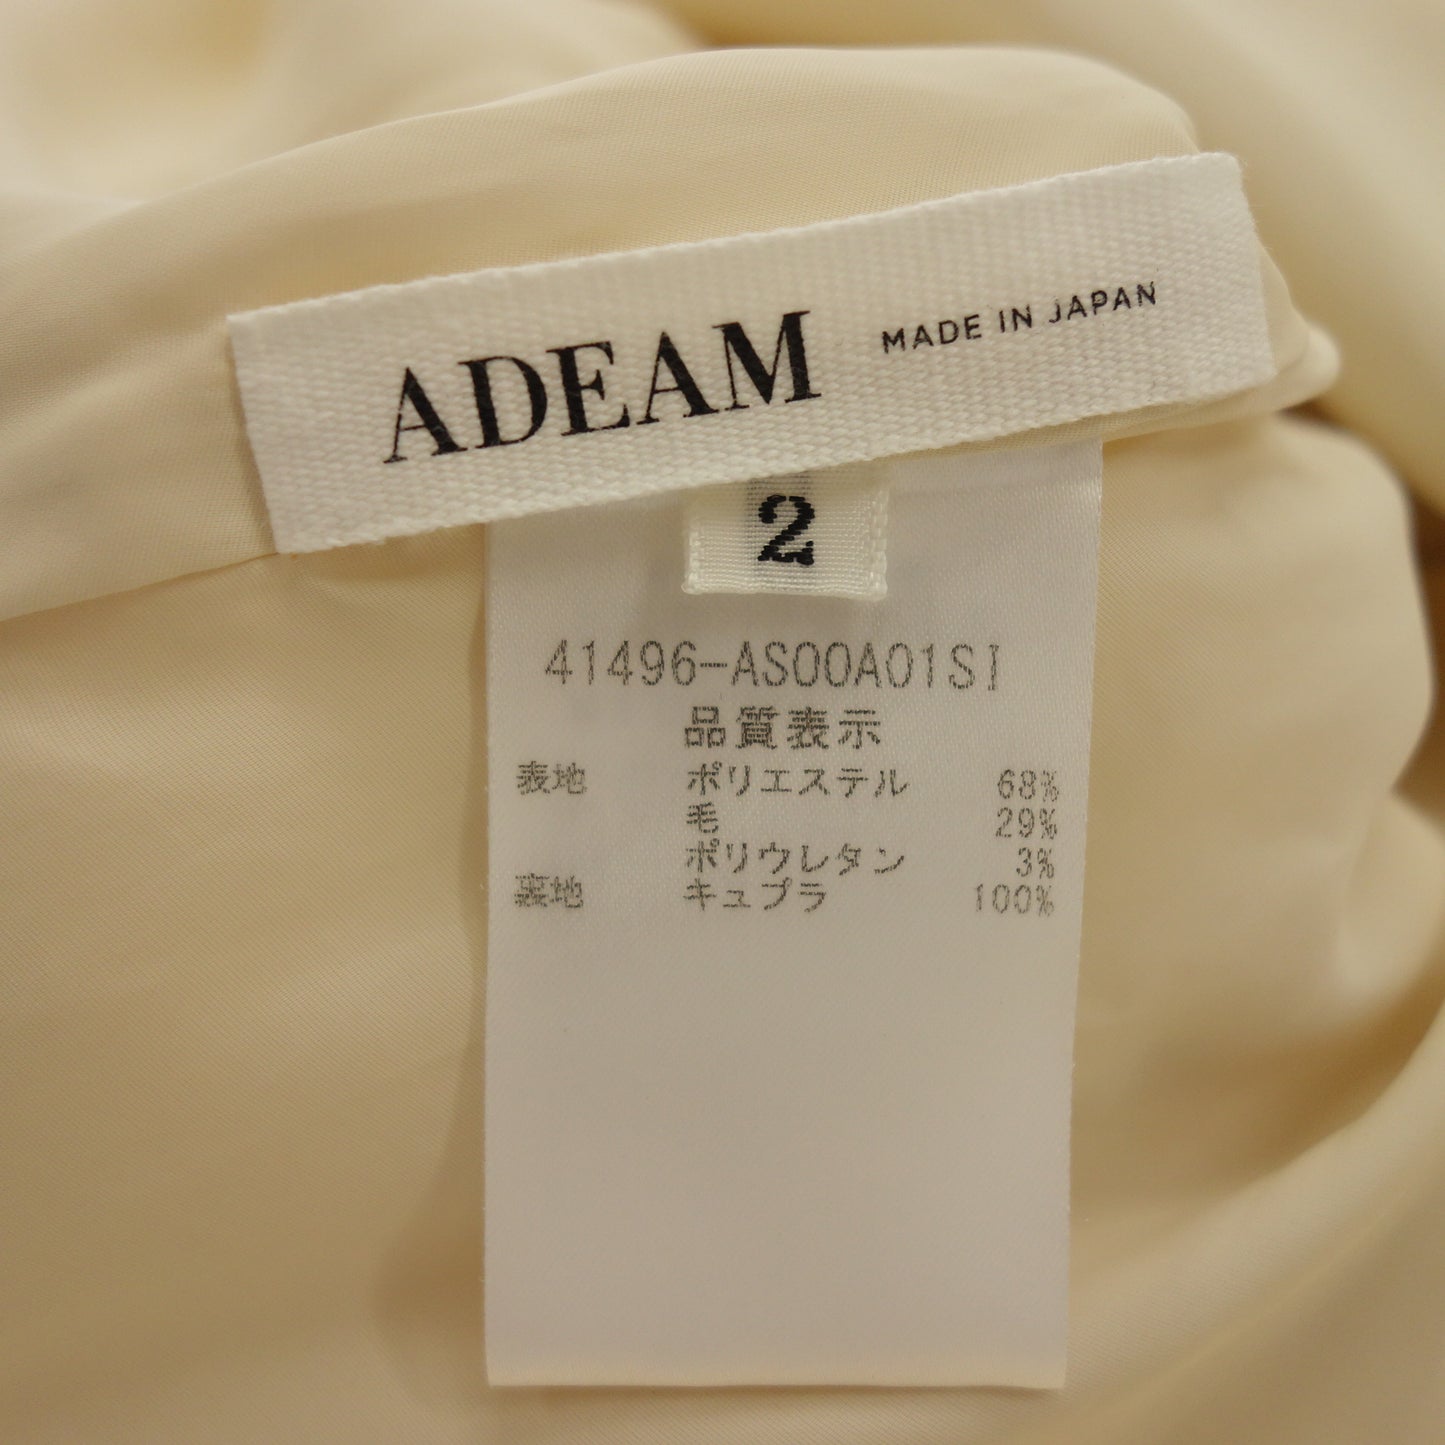 ADEAM MADE IN JAPAN
2
41496-AS00A01SI
品質表示
表地 ポリエステル 68%
毛 29%
ポリウレタン 3%
裏地 キュプラ 100%